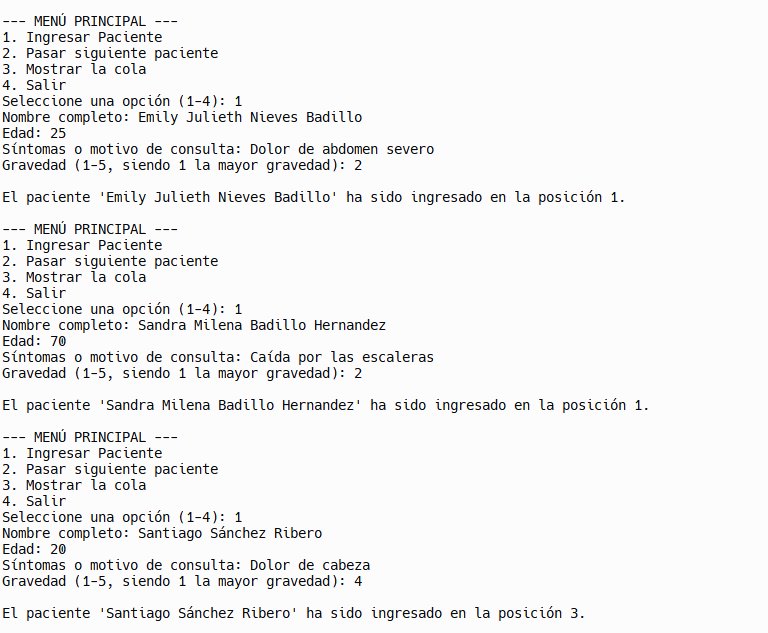 --- MENÚ PRINCIPAL ---
1. Ingresar Paciente
2. Pasar siguiente paciente
3. Mostrar la cola
4. Salir
Seleccione una opción (1-4): 1
Nombre completo: Emily Julieth Nieves Badillo
Edad: 25
Síntomas o motivo de consulta: Dolor de abdomen severo
Gravedad (1-5, siendo 1 la mayor gravedad): 2
El paciente 'Emily Julieth Nieves Badillo' ha sido ingresado en la posición 1.
--- MENÚ PRINCIPAL ---
1. Ingresar Paciente
2. Pasar siguiente paciente
3. Mostrar la cola
4. Salir
Seleccione una opción (1-4): 1
Nombre completo: Sandra Milena Badillo Hernandez
Edad: 70
Síntomas o motivo de consulta: Caída por las escaleras
Gravedad (1-5, siendo 1 la mayor gravedad): 2
El paciente 'Sandra Milena Badillo Hernandez' ha sido ingresado en la posición 1.
--- MENÚ PRINCIPAL ---
1. Ingresar Paciente
2. Pasar siguiente paciente
3. Mostrar la cola
4. Salir
Seleccione una opción (1-4): 1
Nombre completo: Santiago Sánchez Ribero
Edad: 20
Síntomas o motivo de consulta: Dolor de cabeza
Gravedad (1-5, siendo 1 la mayor gravedad): 4
El paciente 'Santiago Sánchez Ribero' ha sido ingresado en la posición 3.